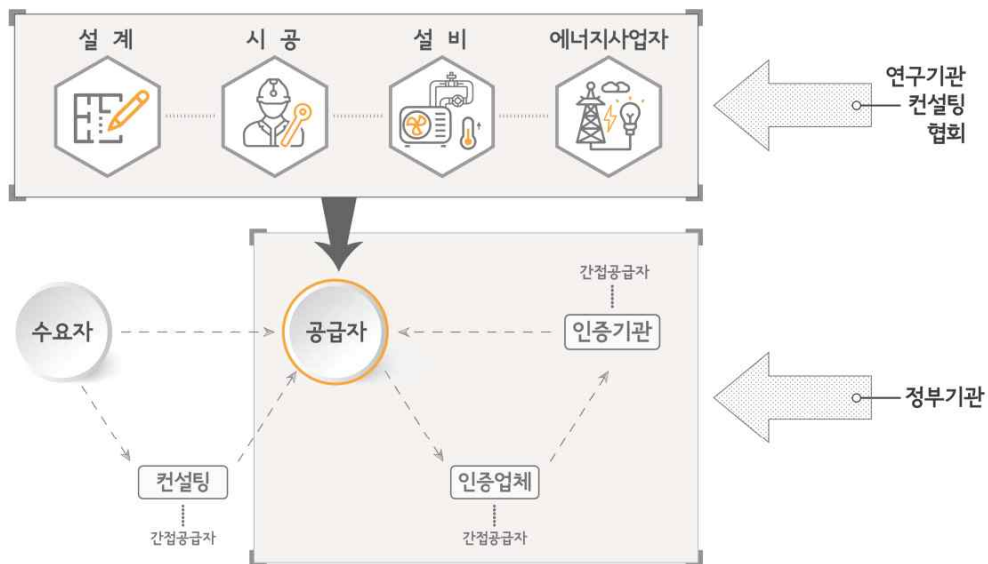 설 계
시 공
설 비
에너지사업자
연구기관
컨설팅
협회
간접공급자
수요자
공급자
인증기관
정부기관
컨설팅
인증업체
간접공급자
간접공급자